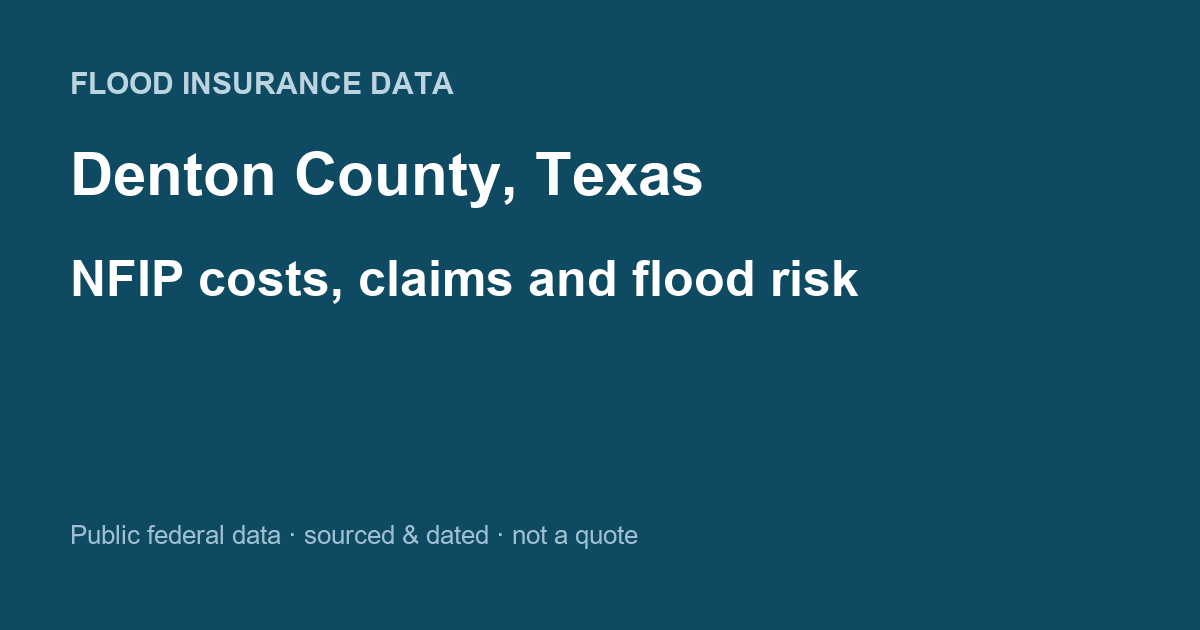 FLOOD INSURANCE DATA
Denton County, Texas
NFIP costs, claims and flood risk
Public federal data · sourced & dated · not a quote